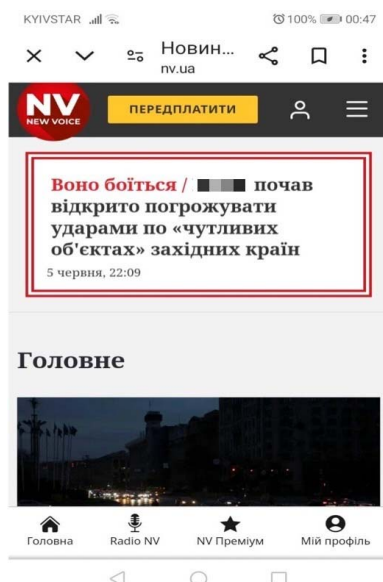 KYIVSTAR 100% 00:47
Новин...
nv.ua
NV
NEW VOICE
ПЕРЕДПЛАТИТИ
Воно боїться / почав
відкрито погрожувати
ударами по «чутливих
об'єктах» західних країн
5 червня, 22:09
Головне
Головна Radio NV NV Преміум Мій профіль